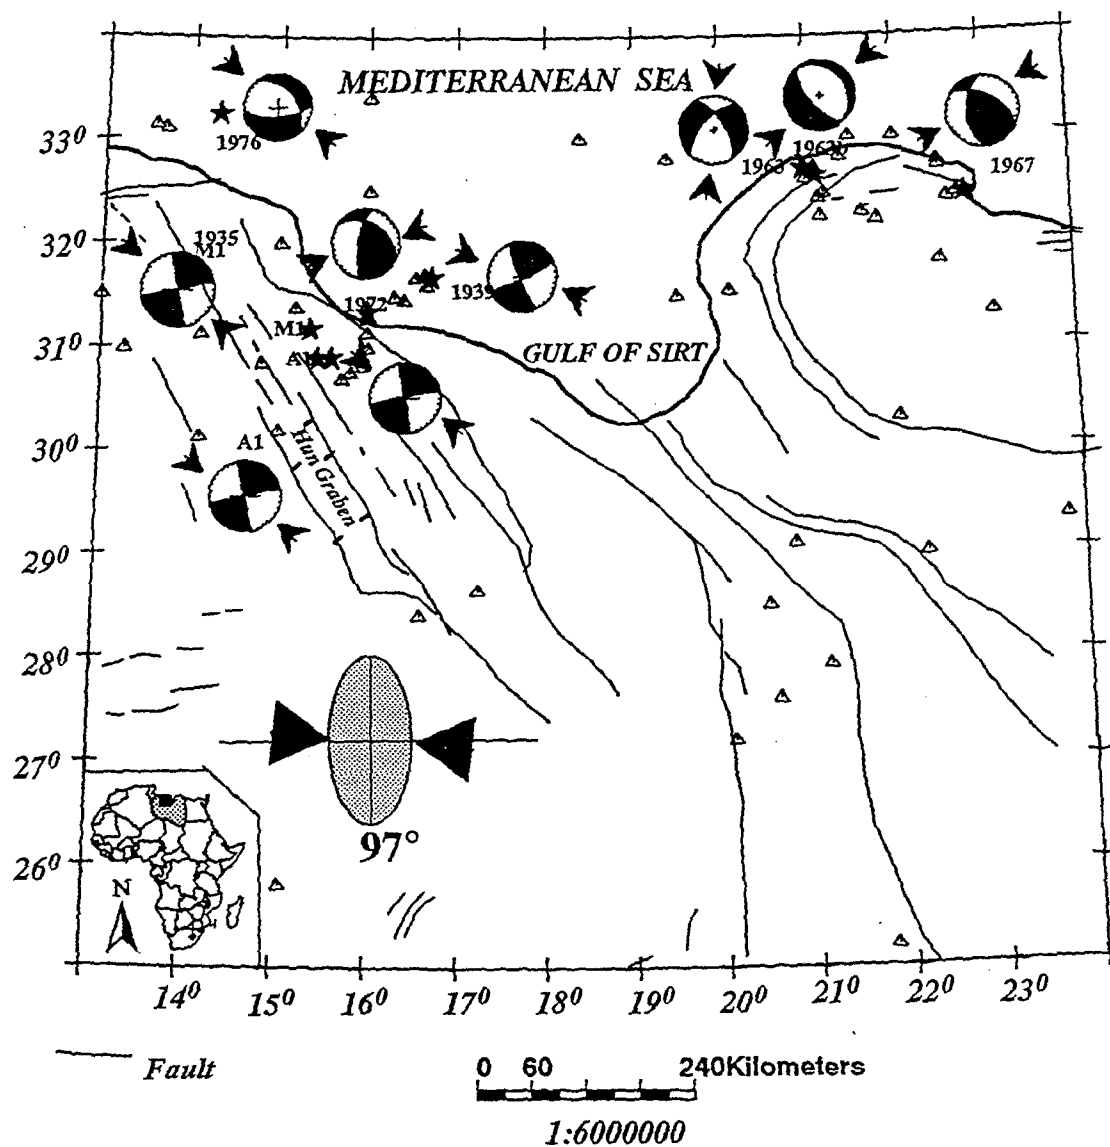 MEDITERRANEAN SEA
1976
1963
1967
33⁰
32⁰
1935
M1
1939
1972
M1
31⁰
GULF OF SIRT
30⁰
A1
Hun Graben
29⁰
28⁰
27⁰
97°
26⁰
N
14⁰ 15⁰ 16⁰ 17⁰ 18⁰ 19⁰ 20⁰ 21⁰ 22⁰ 23⁰
Fault
0 60 240Kilometers
1:6000000